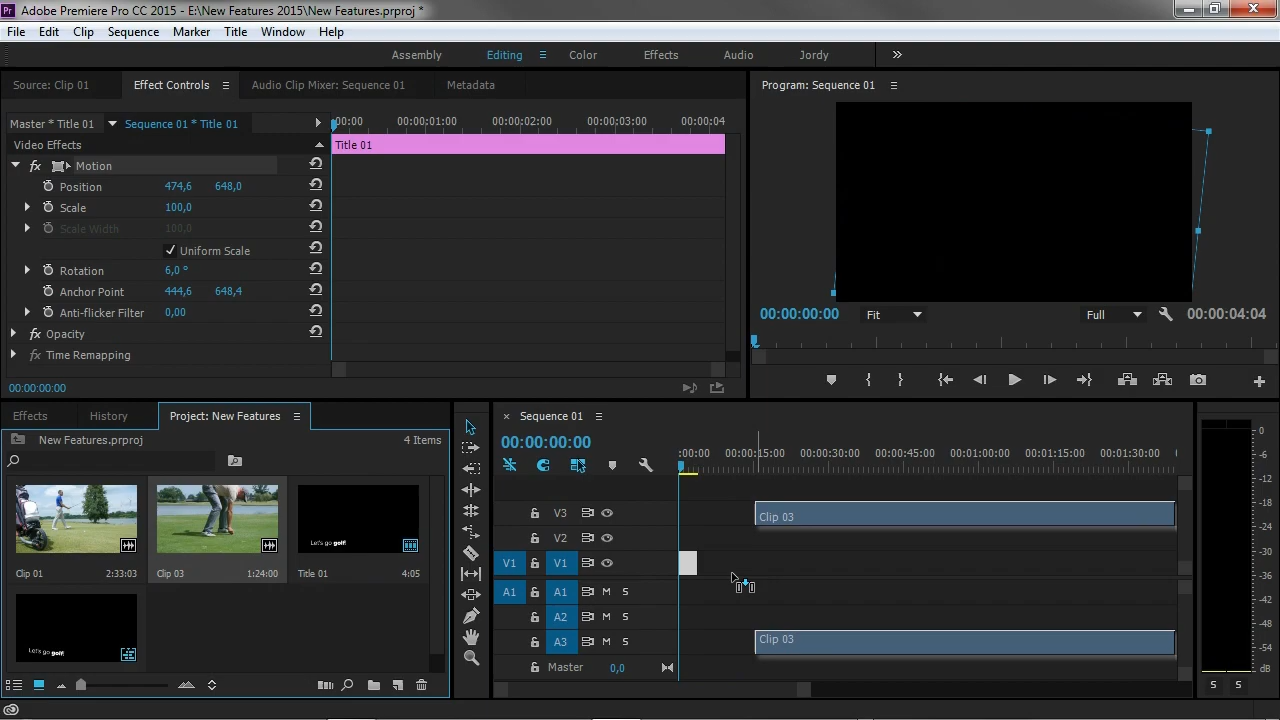 Pr Adobe Premiere Pro CC 2015 - E:\New Features 2015\New Features.prproj *
File Edit Clip Sequence Marker Title Window Help
Assembly Editing Color Effects Audio Jordy
Source: Clip 01 Effect Controls Audio Clip Mixer: Sequence 01 Metadata
Program: Sequence 01
Master * Title 01 Sequence 01 * Title 01
:00:00 00:00:01:00 00:00:02:00 00:00:03:00 00:00:04
Video Effects
Title 01
fx Motion
Position 474,6 648,0
Scale 100,0
Scale Width 100,0
Uniform Scale
Rotation 6,0 °
Anchor Point 444,6 648,4
Anti-flicker Filter 0,00
fx Opacity
fx Time Remapping
00:00:00:00
00:00:00:00 Fit Full 00:00:04:04
Effects History Project: New Features
New Features.prproj 4 Items
Let's go golf!
Clip 01 2:33:03
Clip 03 1:24:00
Title 01 4:05
Let's go golf!
Sequence 01
00:00:00:00
:00:00 00:00:15:00 00:00:30:00 00:00:45:00 00:01:00:00 00:01:15:00 00:01:30:00
V3 Clip 03
V2
V1 V1
A1 A1 M S
A2 M S
A3 M S Clip 03
Master 0,0
0
-6
-12
-18
-24
-30
-36
-42
-48
-54
dB
S S